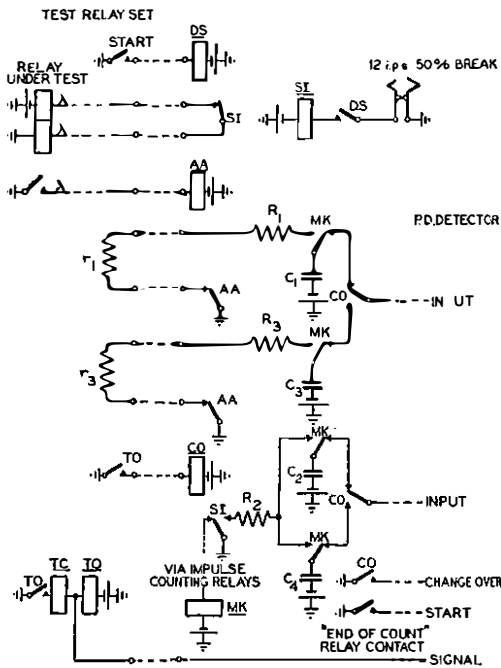 TEST RELAY SET
START
DS
RELAY
UNDER TEST
SI
SI
DS
12 i.p.s 50% BREAK
AA
R1
MK
P.D. DETECTOR
r1
C1
AA
CO
IN UT
R3
MK
r3
C3
AA
TO
CO
MK
C2
R2
CO
INPUT
SI
MK
C4
VIA IMPULSE
COUNTING RELAYS
MK
TO
TC
TO
CO
CHANGE OVER
START
"END OF COUNT"
RELAY CONTACT
SIGNAL